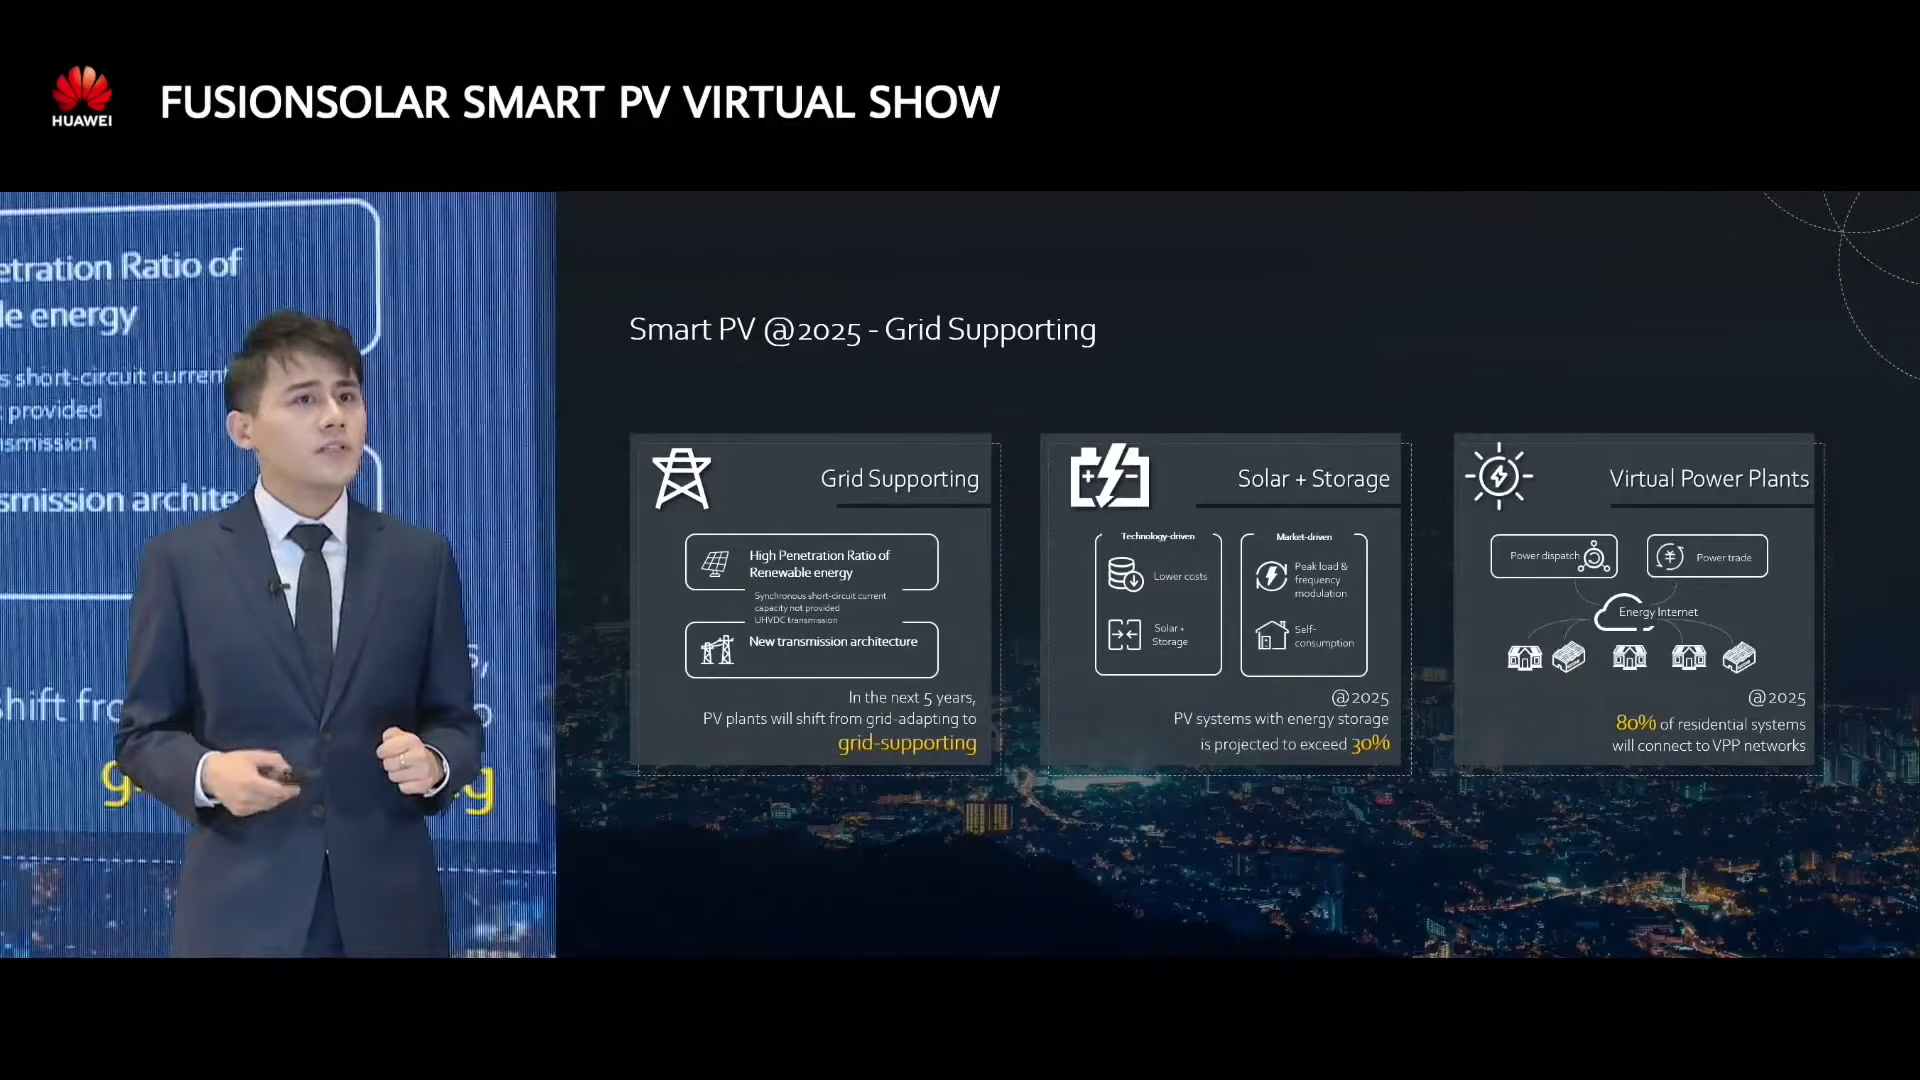 HUAWEI
FUSIONSOLAR SMART PV VIRTUAL SHOW
etration Ratio of
le energy
s short-circuit current
t provided
nsmission
smission archite
s,
shift fro
o
g
g
Smart PV @2025 - Grid Supporting
Grid Supporting
High Penetration Ratio of
Renewable energy
Synchronous short-circuit current
capacity not provided
UHVDC transmission
New transmission architecture
In the next 5 years,
PV plants will shift from grid-adapting to
grid-supporting
Solar + Storage
Technology-driven
Lower costs
Solar +
Storage
Market-driven
Peak load &
frequency
modulation
Self-
consumption
@2025
PV systems with energy storage
is projected to exceed 30%
Virtual Power Plants
Power dispatch
Power trade
Energy Internet
@2025
80% of residential systems
will connect to VPP networks